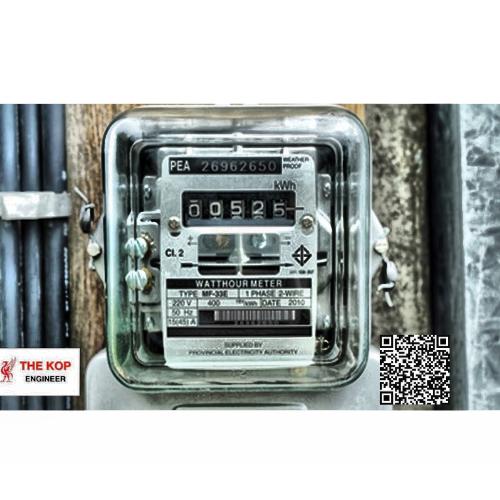 PEA 26962650 WEATHER PROOF
kWh
00525
Cl. 2
WATTHOUR METER
TYPE MF-33E 1 PHASE 2-WIRE
220 V 400 rev/kWh DATE 2010
50 Hz
15(45) A
SUPPLIED BY
PROVINCIAL ELECTRICITY AUTHORITY
THE KOP
ENGINEER